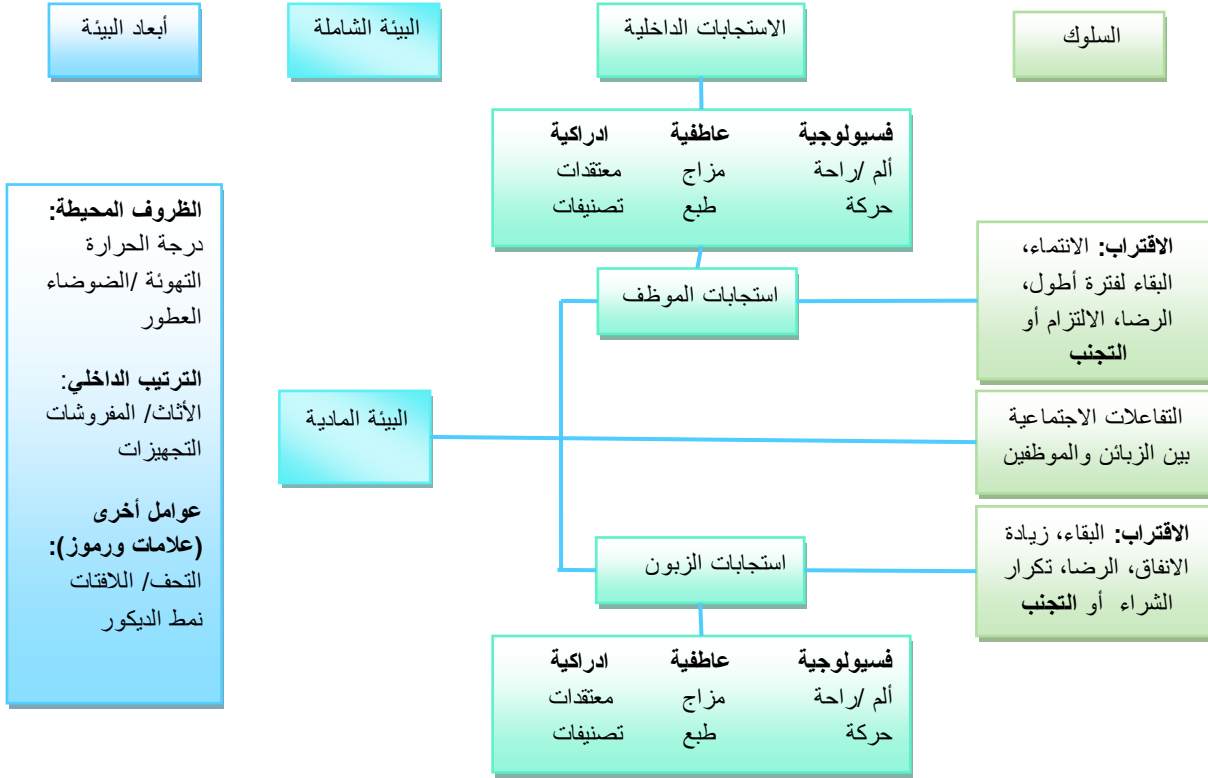 أبعاد البيئة
البيئة الشاملة
الاستجابات الداخلية
السلوك
فسيولوجية عاطفية ادراكية
ألم /راحة مزاج معتقدات
حركة طبع تصنيفات
الظروف المحيطة:
درجة الحرارة
التهوئة /الضوضاء
العطور
الترتيب الداخلي:
الأثاث/ المفروشات
التجهيزات
عوامل أخرى
(علامات ورموز):
التحف/ اللافتات
نمط الديكور
البيئة المادية
استجابات الموظف
الاقتراب: الانتماء،
البقاء لفترة أطول،
الرضا، الالتزام أو
التجنب
التفاعلات الاجتماعية
بين الزبائن والموظفين
استجابات الزبون
الاقتراب: البقاء، زيادة
الانفاق، الرضا، تكرار
الشراء أو التجنب
فسيولوجية عاطفية ادراكية
ألم /راحة مزاج معتقدات
حركة طبع تصنيفات